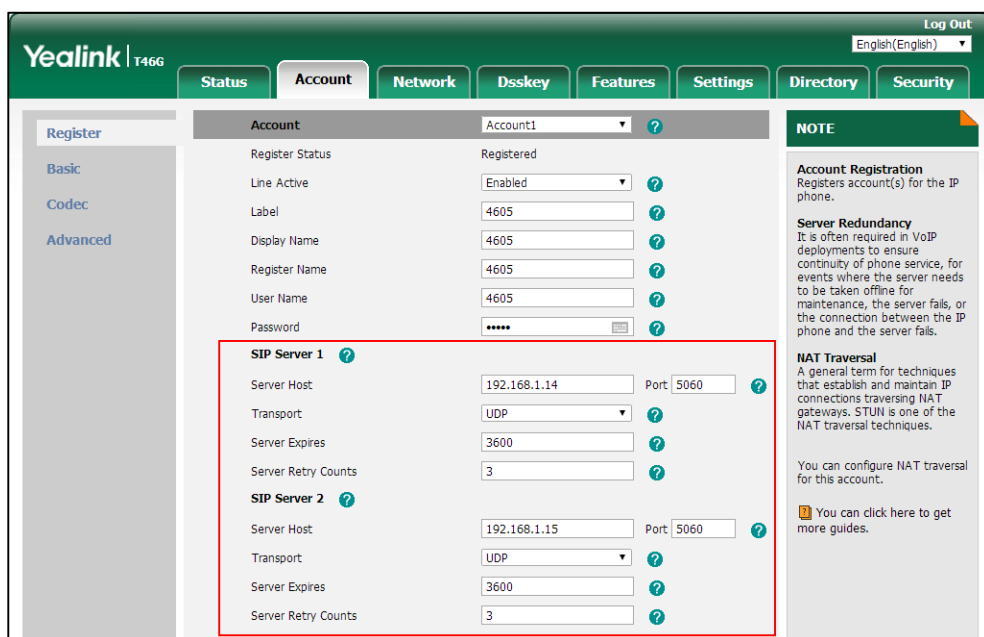 Log Out
English(English)
Yealink T46G
Status Account Network Dsskey Features Settings Directory Security
Register
Basic
Codec
Advanced
Account Account1
Register Status Registered
Line Active Enabled
Label 4605
Display Name 4605
Register Name 4605
User Name 4605
Password •••••
SIP Server 1
Server Host 192.168.1.14 Port 5060
Transport UDP
Server Expires 3600
Server Retry Counts 3
SIP Server 2
Server Host 192.168.1.15 Port 5060
Transport UDP
Server Expires 3600
Server Retry Counts 3
NOTE
Account Registration
Registers account(s) for the IP
phone.
Server Redundancy
It is often required in VoIP
deployments to ensure
continuity of phone service, for
events where the server needs
to be taken offline for
maintenance, the server fails, or
the connection between the IP
phone and the server fails.
NAT Traversal
A general term for techniques
that establish and maintain IP
connections traversing NAT
gateways. STUN is one of the
NAT traversal techniques.
You can configure NAT traversal
for this account.
You can click here to get
more guides.